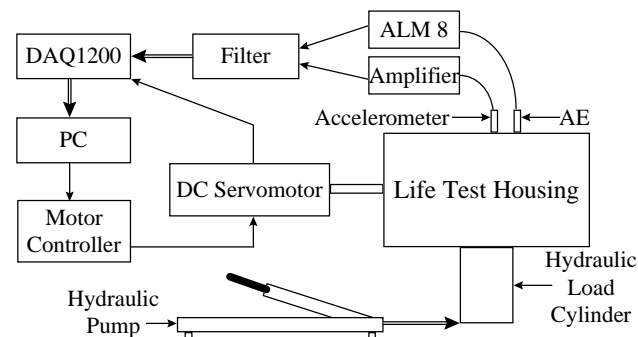 DAQ1200
Filter
ALM 8
Amplifier
Accelerometer
AE
PC
DC Servomotor
Life Test Housing
Motor
Controller
Hydraulic
Pump
Hydraulic
Load
Cylinder